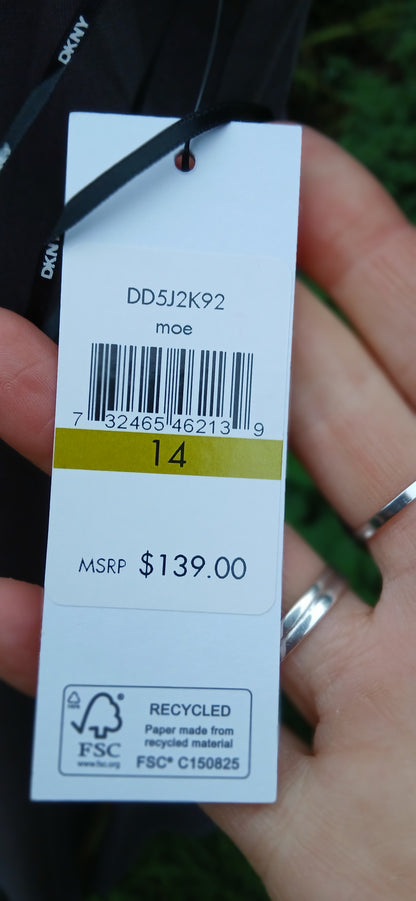 DKNY
DKNY
DD5J2K92
moe
7 32465 46213 9
14
MSRP $139.00
RECYCLED
Paper made from
recycled material
FSC®
www.fsc.org
FSC® C150825